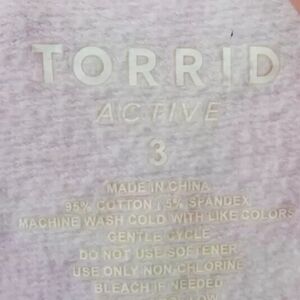 TORRID
ACTIVE
3
MADE IN CHINA
95% COTTON / 5% SPANDEX
MACHINE WASH COLD WITH LIKE COLORS
GENTLE CYCLE
DO NOT USE SOFTENER
USE ONLY NON-CHLORINE
BLEACH IF NEEDED
LOW